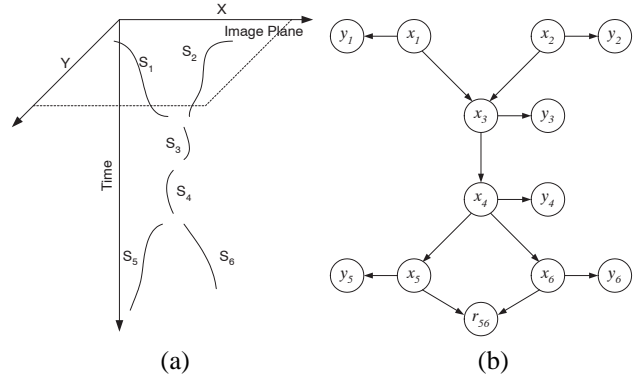 X
Image Plane
Y
S1
S2
S3
Time
S4
S5
S6
(a)
y1 x1 x2 y2
x3 y3
x4 y4
y5 x5 x6 y6
r56
(b)